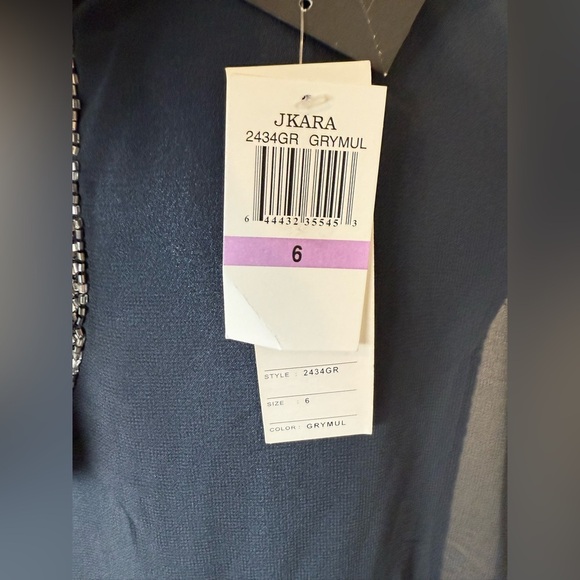 JKARA
2434GR GRYMUL
6 44432 35545 3
6
STYLE : 2434GR
SIZE : 6
COLOR : GRYMUL